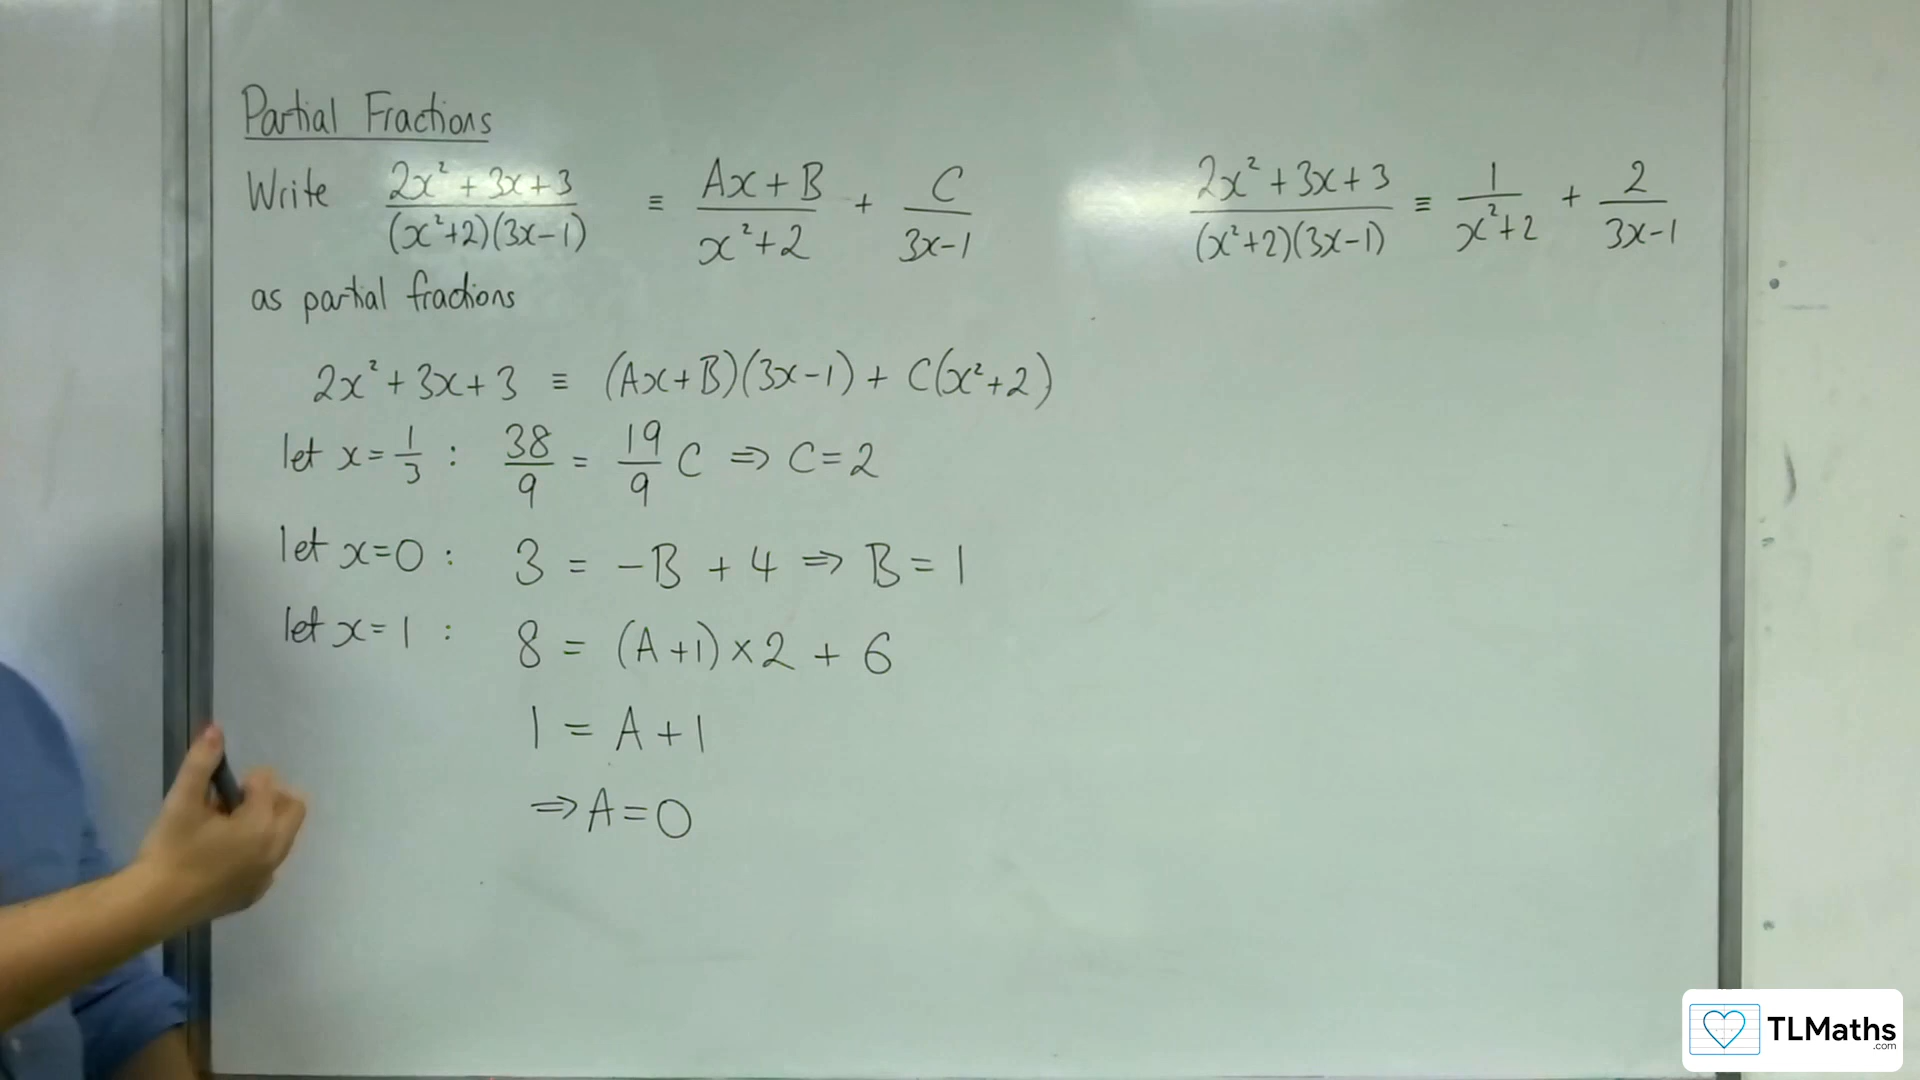 Partial Fractions
Write (2x² + 3x + 3)/((x²+2)(3x-1)) ≡ (Ax + B)/(x²+2) + C/(3x-1)
as partial fractions
2x² + 3x + 3 ≡ (Ax+B)(3x-1) + C(x²+2)
let x = 1/3 : 38/9 = 19/9 C ⇒ C = 2
let x=0 : 3 = -B + 4 ⇒ B = 1
let x = 1 : 8 = (A+1) × 2 + 6
1 = A + 1
⇒ A = 0
(2x² + 3x + 3)/((x²+2)(3x-1)) ≡ 1/(x²+2) + 2/(3x-1)
TLMaths
.com